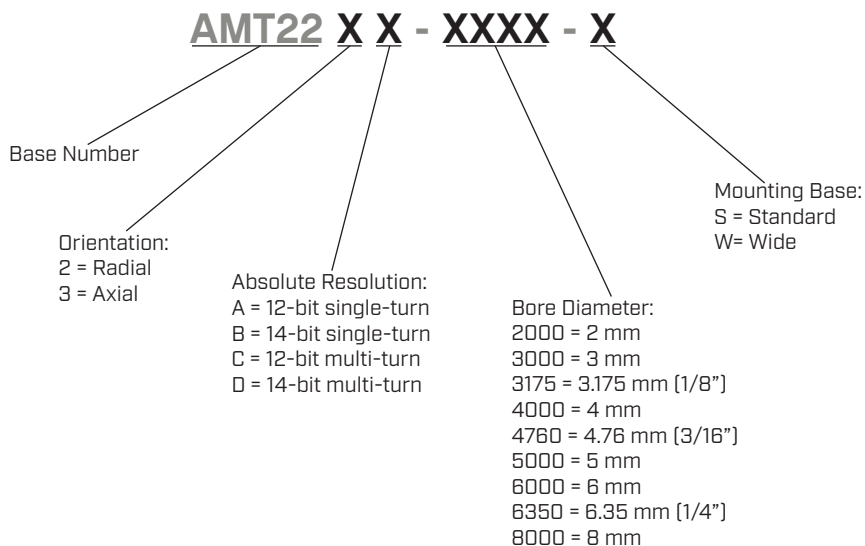 AMT22 X X - XXXX - X
Base Number
Orientation:
2 = Radial
3 = Axial
Absolute Resolution:
A = 12-bit single-turn
B = 14-bit single-turn
C = 12-bit multi-turn
D = 14-bit multi-turn
Bore Diameter:
2000 = 2 mm
3000 = 3 mm
3175 = 3.175 mm (1/8”)
4000 = 4 mm
4760 = 4.76 mm (3/16”)
5000 = 5 mm
6000 = 6 mm
6350 = 6.35 mm (1/4”)
8000 = 8 mm
Mounting Base:
S = Standard
W= Wide